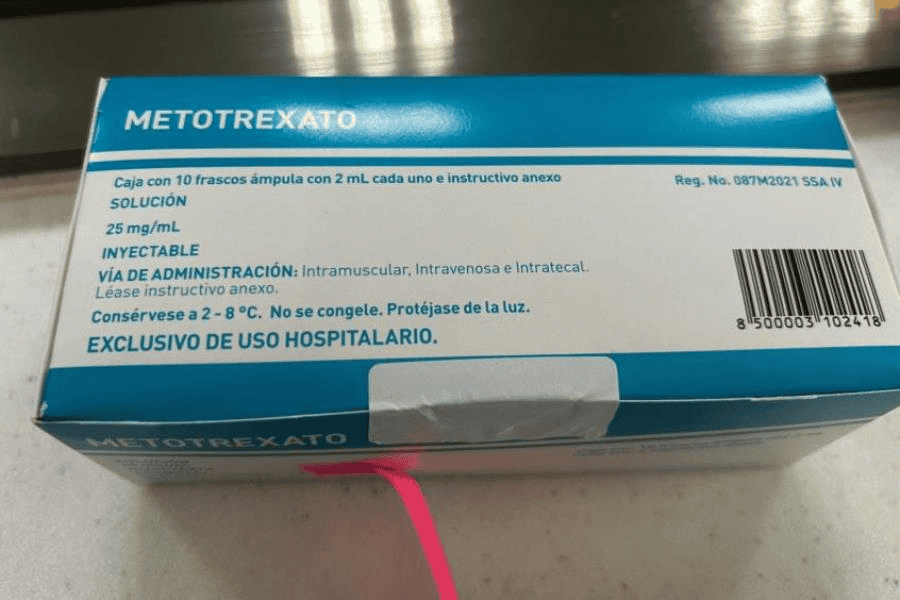 METOTREXATO
Caja con 10 frascos ámpula con 2 mL cada uno e instructivo anexo
Reg. No. 087M2021 SSA IV
SOLUCIÓN
25 mg/mL
INYECTABLE
VÍA DE ADMINISTRACIÓN: Intramuscular, Intravenosa e Intratecal.
Léase instructivo anexo.
Consérvese a 2 - 8 ºC. No se congele. Protéjase de la luz.
EXCLUSIVO DE USO HOSPITALARIO.
8 500003 102418
METOTREXATO